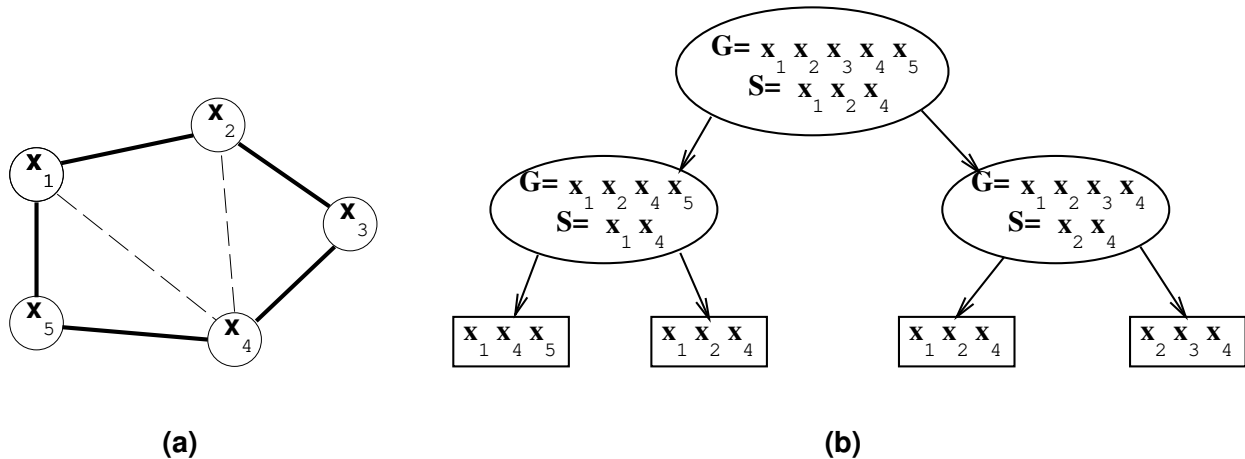 x2
x1
x3
x5
x4
(a)
G= x1 x2 x3 x4 x5
S= x1 x2 x4
G= x1 x2 x4 x5
S= x1 x4
G= x1 x2 x3 x4
S= x2 x4
x1 x4 x5
x1 x2 x4
x1 x2 x4
x2 x3 x4
(b)